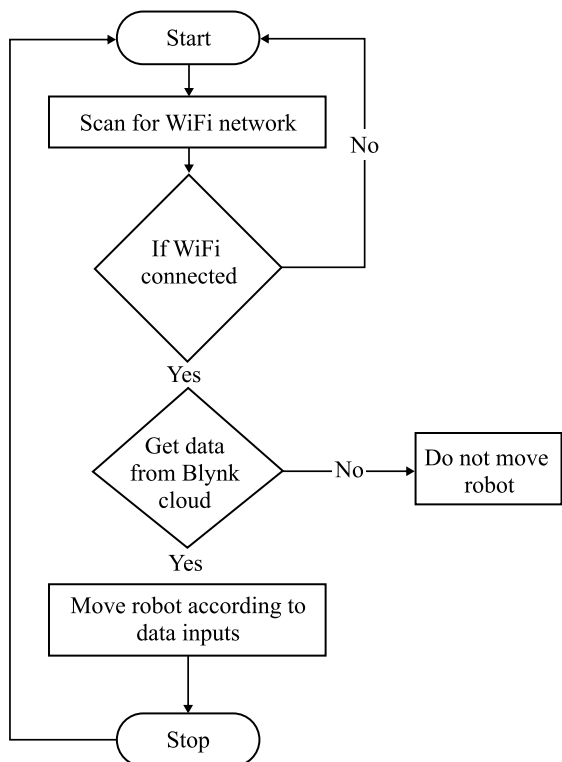 Start
Scan for WiFi network
No
If WiFi
connected
Yes
Get data
from Blynk
cloud
No
Do not move
robot
Yes
Move robot according to
data inputs
Stop